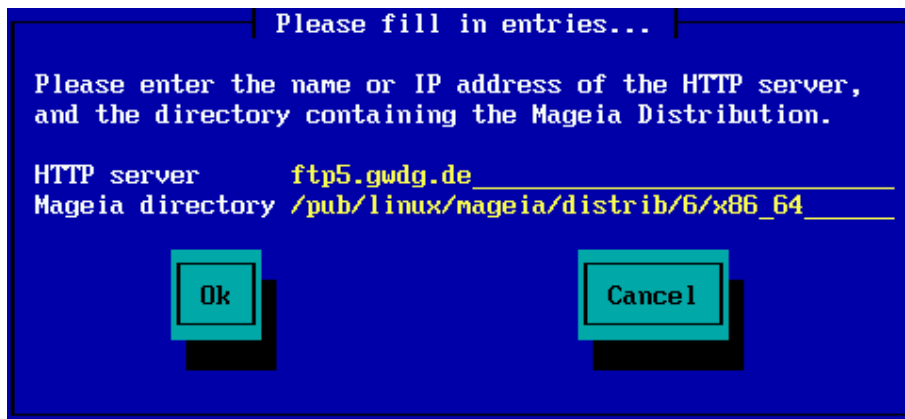 Please fill in entries...
Please enter the name or IP address of the HTTP server,
and the directory containing the Mageia Distribution.
HTTP server ftp5.gwdg.de
Mageia directory /pub/linux/mageia/distrib/6/x86_64
Ok Cancel